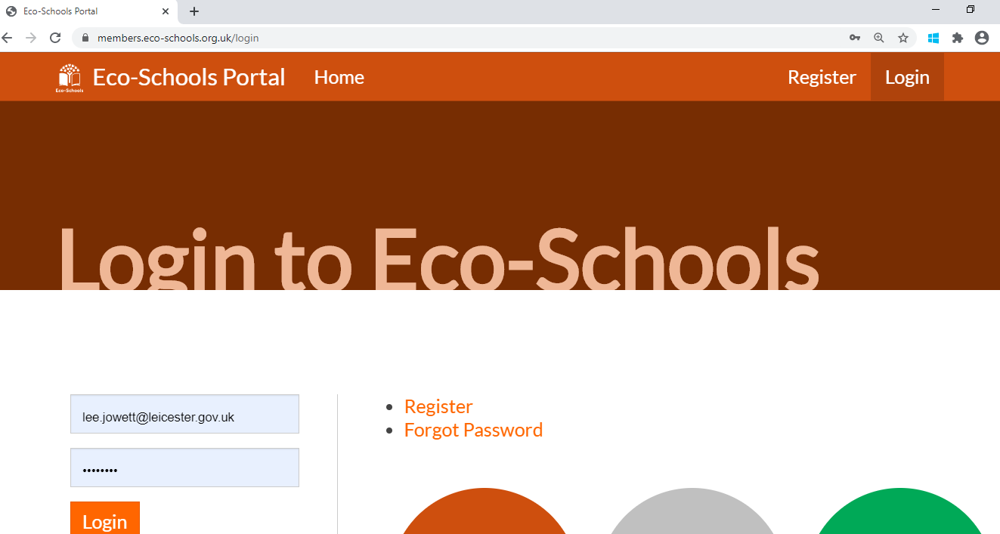 Eco-Schools Portal
members.eco-schools.org.uk/login
Eco-Schools
Eco-Schools Portal
Home
Register
Login
Login to Eco-Schools
lee.jowett@leicester.gov.uk
••••••••
Login
Register
Forgot Password